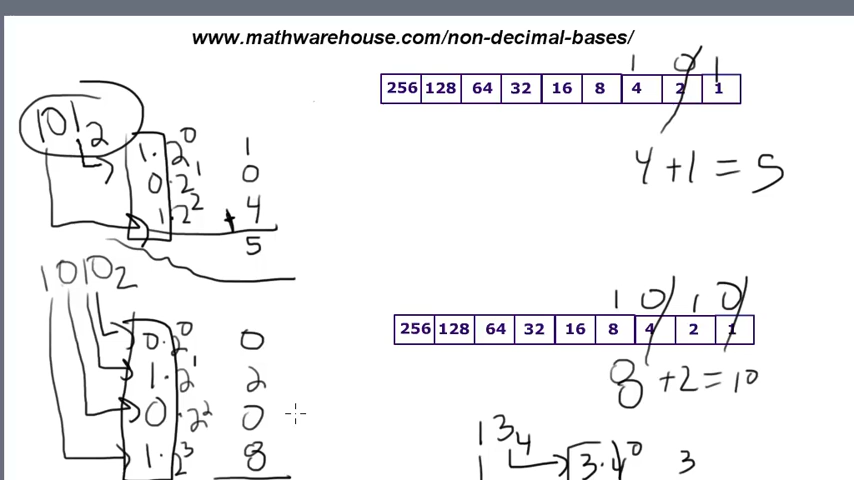 www.mathwarehouse.com/non-decimal-bases/
101₂
1·2⁰ 1
0·2¹ 0
1·2² +4
5
1 0 1
256 128 64 32 16 8 4 2 1
4+1=5
1010₂
0·2⁰ 0
1·2¹ 2
0·2² 0
1·2³ 8
1 0 1 0
256 128 64 32 16 8 4 2 1
8+2=10
13₄
1 3·4⁰ 3